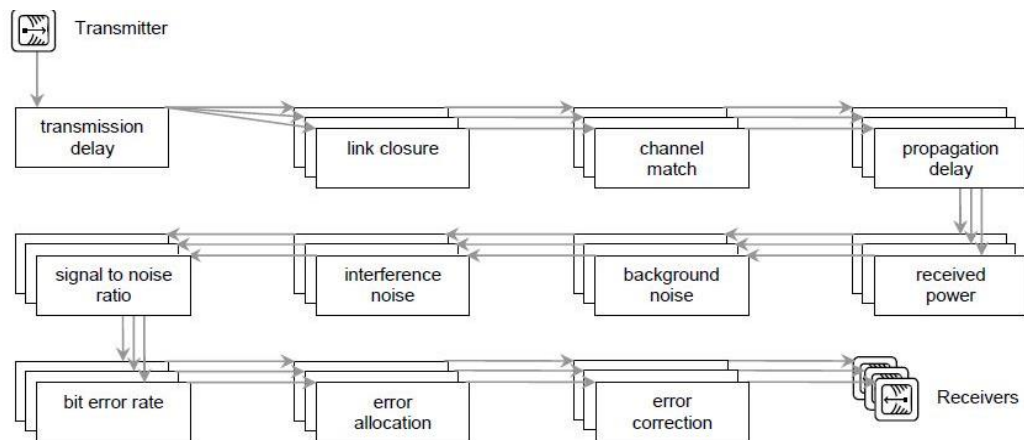 Transmitter
transmission
delay
link closure
channel
match
propagation
delay
signal to noise
ratio
interference
noise
background
noise
received
power
bit error rate
error
allocation
error
correction
Receivers